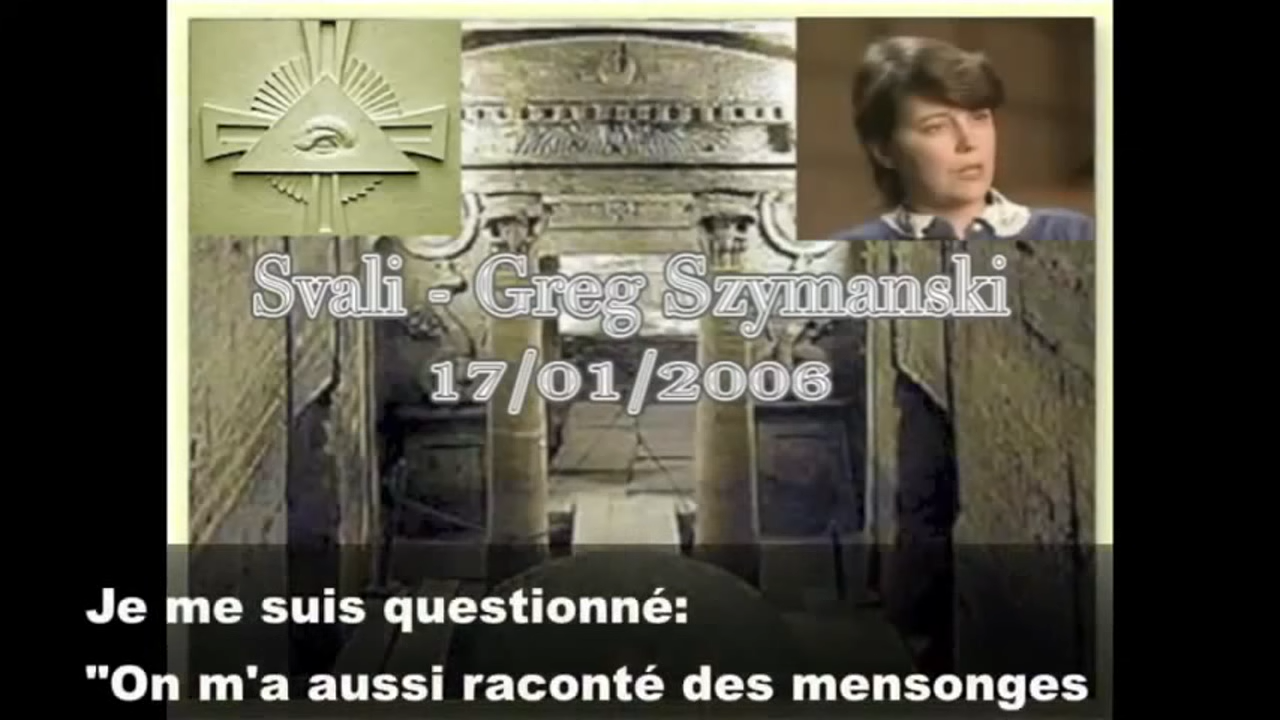 Svali - Greg Szymanski
17/01/2006
Je me suis questionné:
"On m'a aussi raconté des mensonges